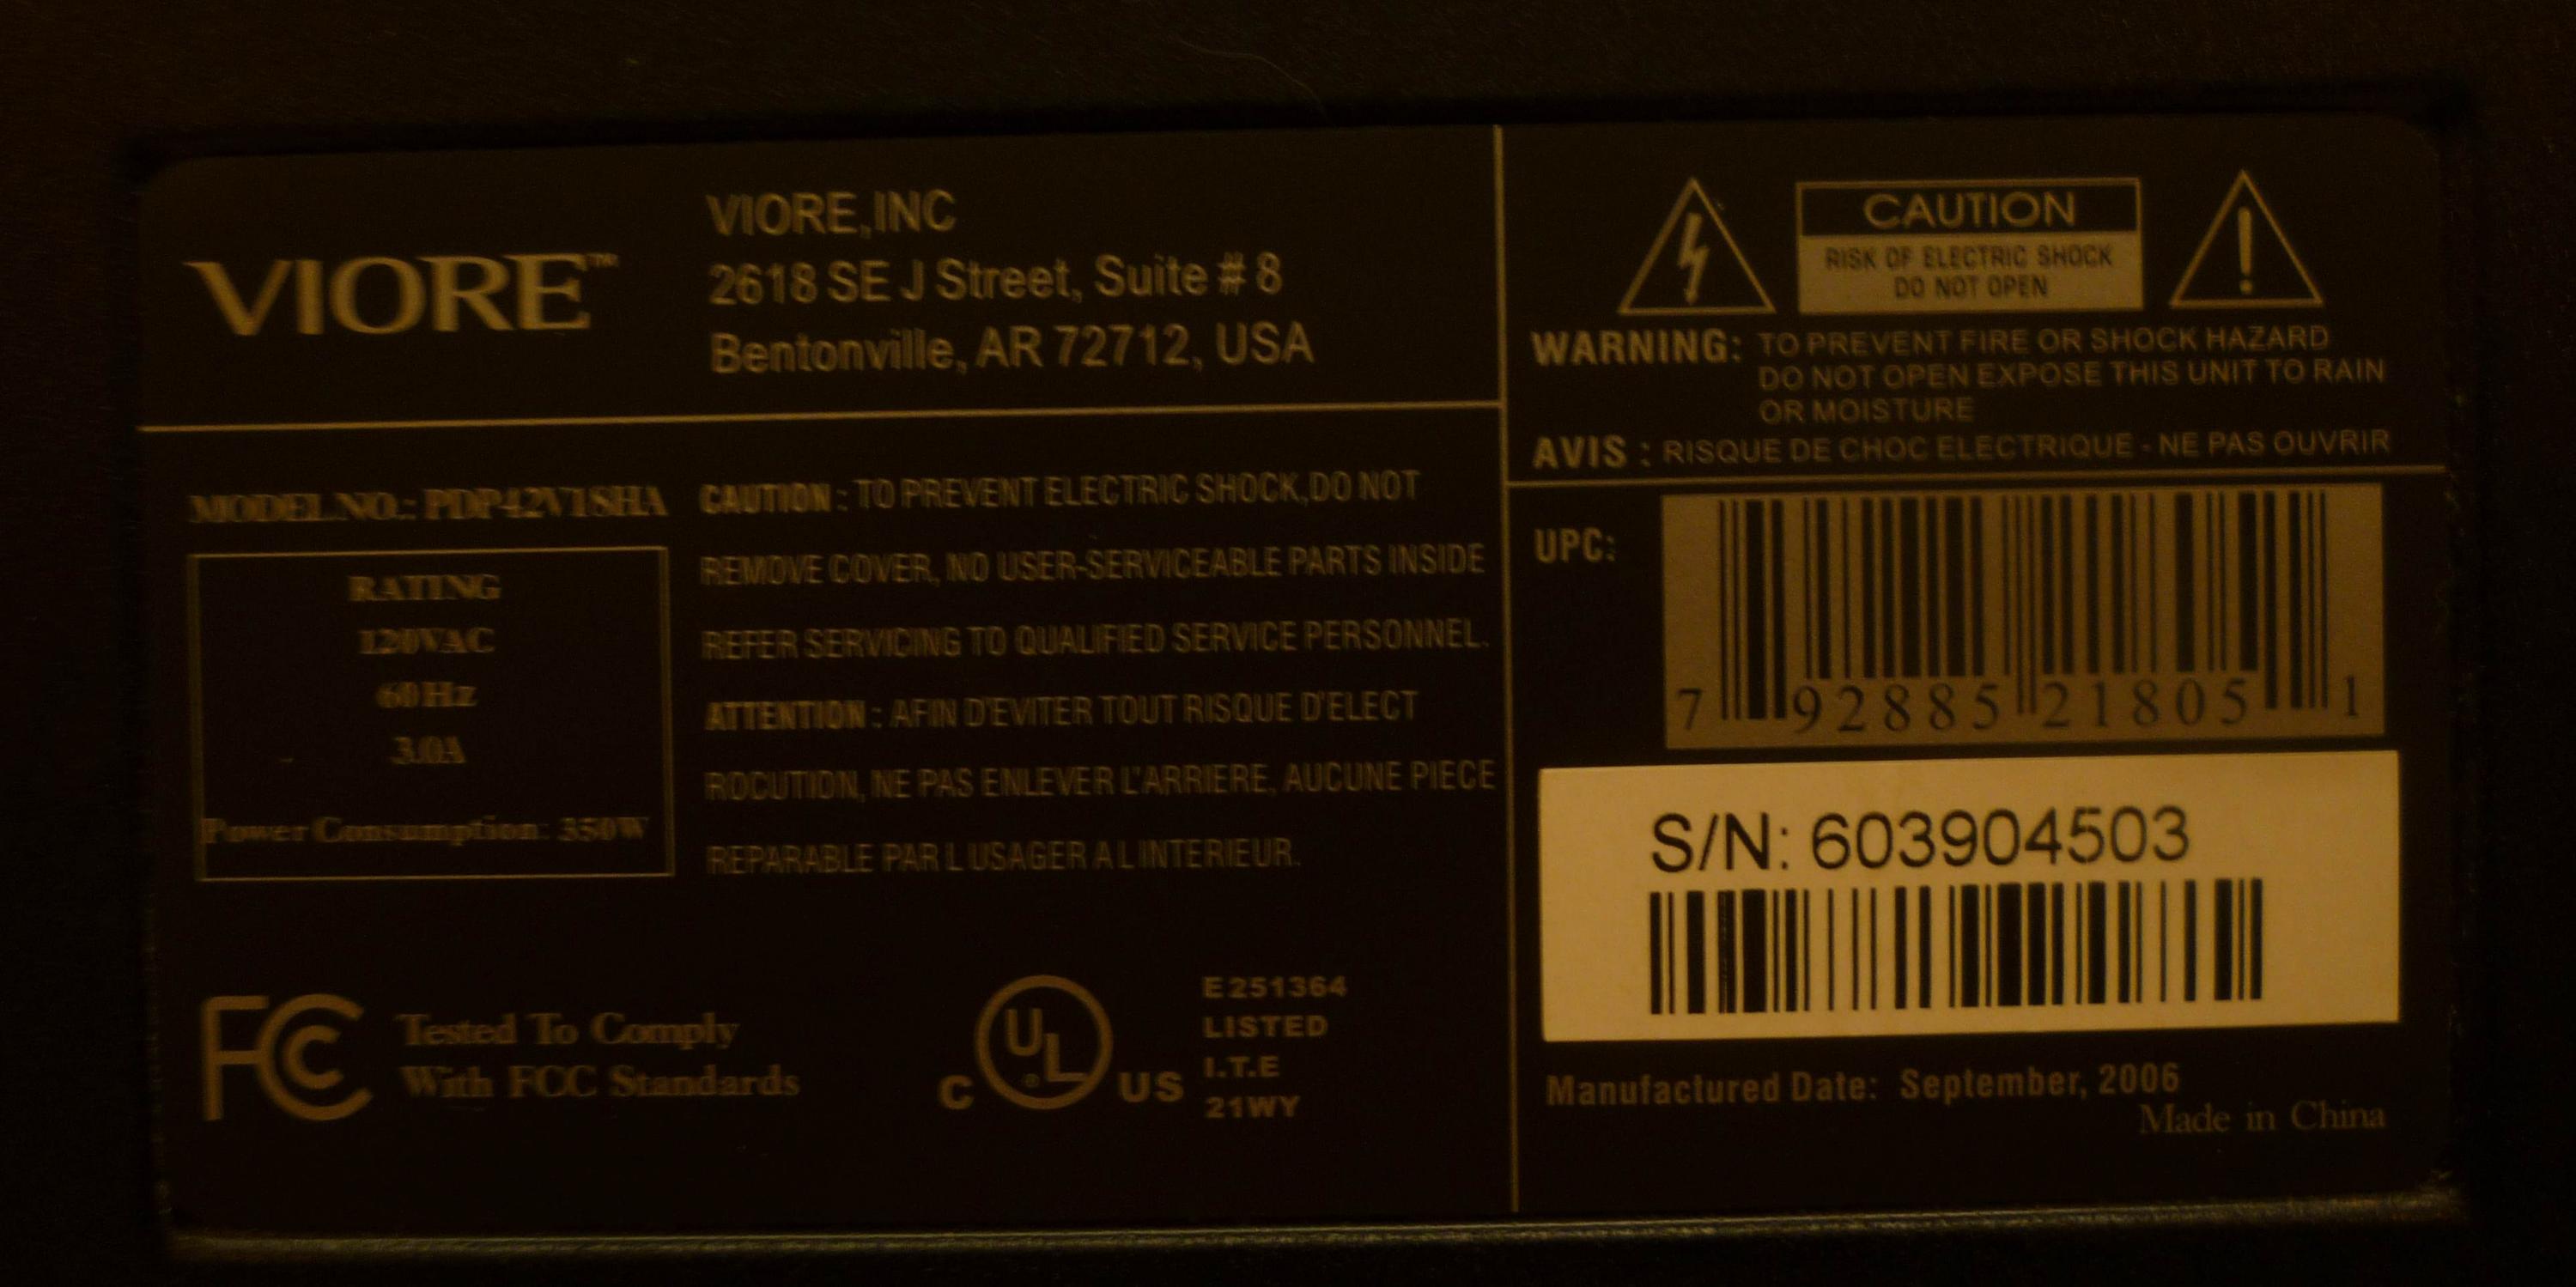 VIORE™
VIORE,INC
2618 SE J Street, Suite # 8
Bentonville, AR 72712, USA
MODEL NO.: PDP42V18HA
RATING
120VAC
60Hz
3.0A
Power Consumption: 350W
CAUTION : TO PREVENT ELECTRIC SHOCK,DO NOT
REMOVE COVER, NO USER-SERVICEABLE PARTS INSIDE
REFER SERVICING TO QUALIFIED SERVICE PERSONNEL.
ATTENTION : AFIN D'EVITER TOUT RISQUE D'ELECT
ROCUTION, NE PAS ENLEVER L'ARRIERE, AUCUNE PIECE
REPARABLE PAR L USAGER A L INTERIEUR.
FCC
Tested To Comply
With FCC Standards
C UL US
E251364
LISTED
I.T.E
21WY
CAUTION
RISK OF ELECTRIC SHOCK
DO NOT OPEN
WARNING: TO PREVENT FIRE OR SHOCK HAZARD
DO NOT OPEN EXPOSE THIS UNIT TO RAIN
OR MOISTURE
AVIS : RISQUE DE CHOC ELECTRIQUE - NE PAS OUVRIR
UPC:
7 92885 21805 1
S/N: 603904503
Manufactured Date: September, 2006
Made in China